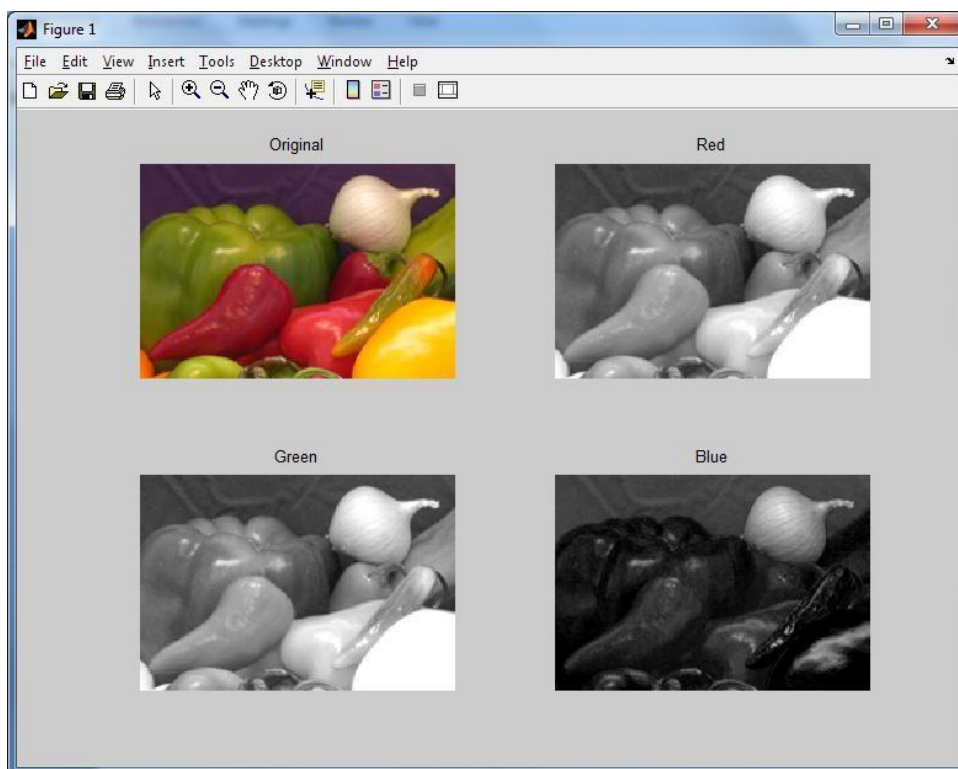 Figure 1
File Edit View Insert Tools Desktop Window Help
Original
Red
Green
Blue